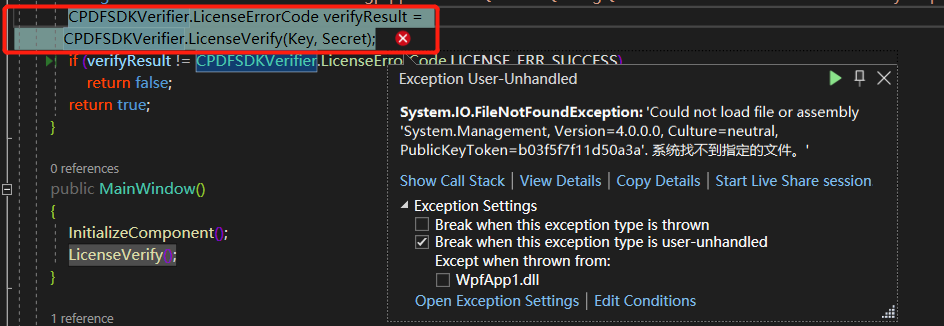 CPDFSDKVerifier.LicenseErrorCode verifyResult =
CPDFSDKVerifier.LicenseVerify(Key, Secret);
if (verifyResult != CPDFSDKVerifier.LicenseErrorCode.LICENSE_ERR_SUCCESS)
return false;
return true;
}
0 references
public MainWindow()
{
InitializeComponent();
LicenseVerify();
}
1 reference
Exception User-Unhandled
System.IO.FileNotFoundException: 'Could not load file or assembly
'System.Management, Version=4.0.0.0, Culture=neutral,
PublicKeyToken=b03f5f7f11d50a3a'. 系统找不到指定的文件。'
Show Call Stack | View Details | Copy Details | Start Live Share session
Exception Settings
Break when this exception type is thrown
Break when this exception type is user-unhandled
Except when thrown from:
WpfApp1.dll
Open Exception Settings | Edit Conditions